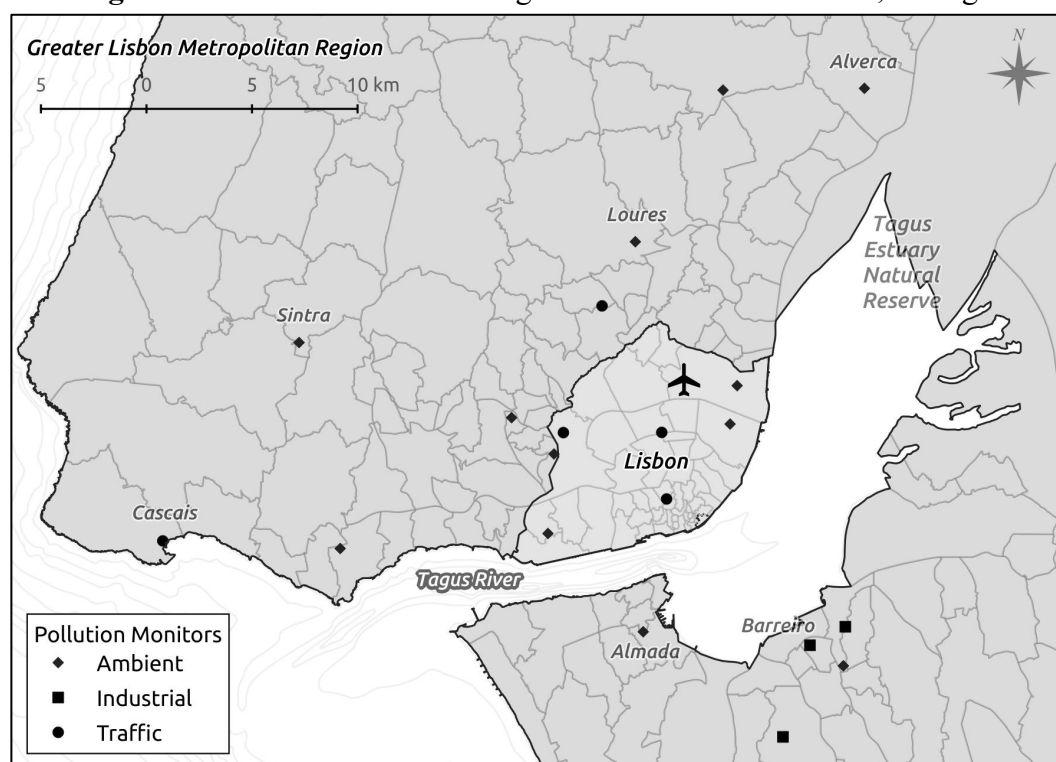 Greater Lisbon Metropolitan Region
5 0 5 10 km
N
Alverca
Loures
Tagus
Estuary
Natural
Reserve
Sintra
Lisbon
Cascais
Tagus River
Barreiro
Almada
Pollution Monitors
Ambient
Industrial
Traffic